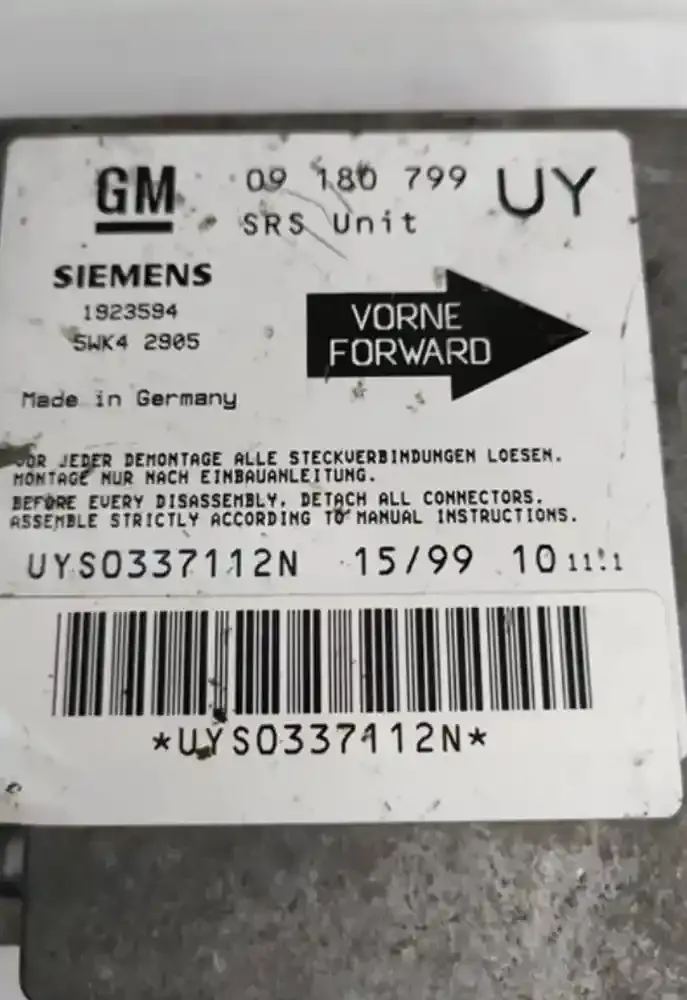 GM 09 180 799 UY
SRS Unit
SIEMENS
1923594
5WK4 2905
VORNE
FORWARD
Made in Germany
VOR JEDER DEMONTAGE ALLE STECKVERBINDUNGEN LOESEN.
MONTAGE NUR NACH EINBAUANLEITUNG.
BEFORE EVERY DISASSEMBLY, DETACH ALL CONNECTORS.
ASSEMBLE STRICTLY ACCORDING TO MANUAL INSTRUCTIONS.
UYS0337112N 15/99 10
*UYS0337112N*